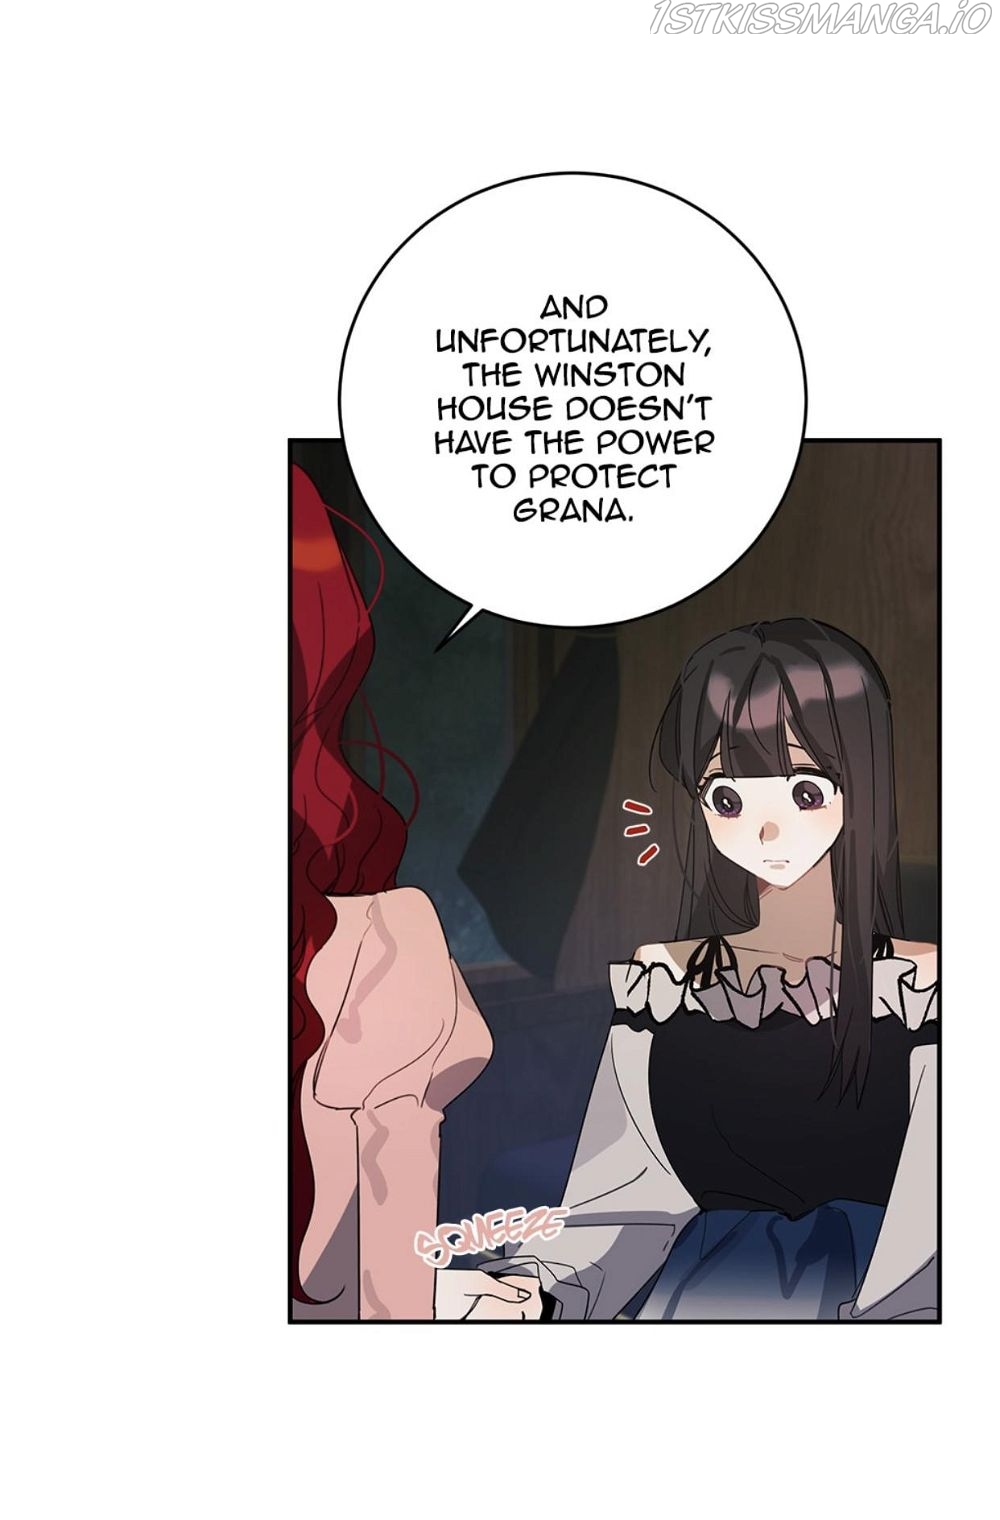 1STKISSMANGA.IO
AND
UNFORTUNATELY,
THE WINSTON
HOUSE DOESN'T
HAVE THE POWER
TO PROTECT
GRANA.
SQUEEZE